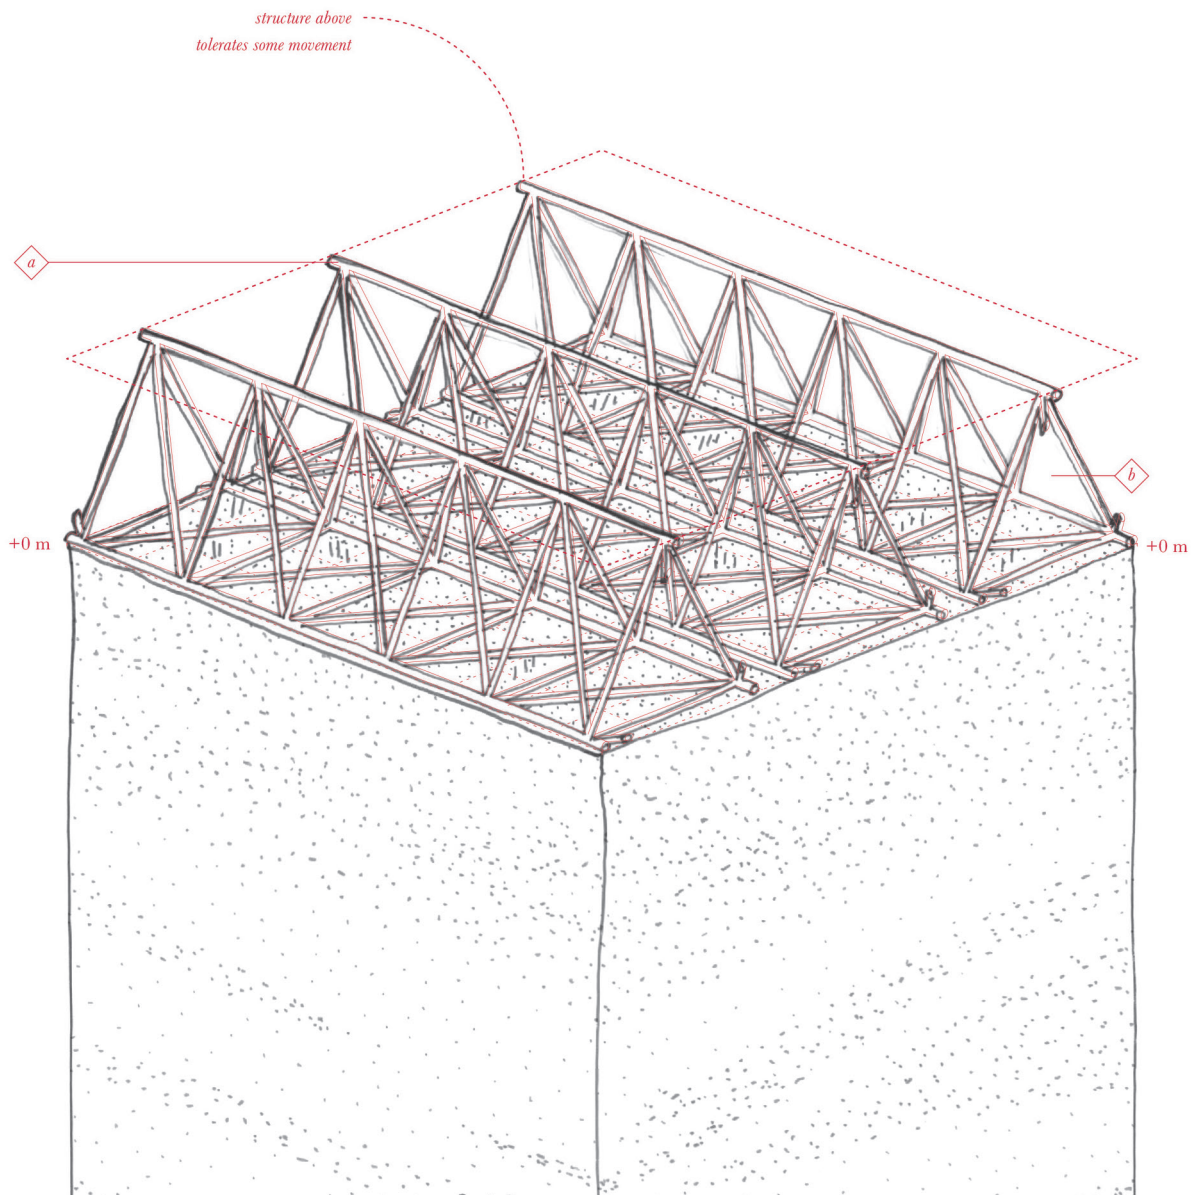 structure above
tolerates some movement
a
b
+0 m
+0 m